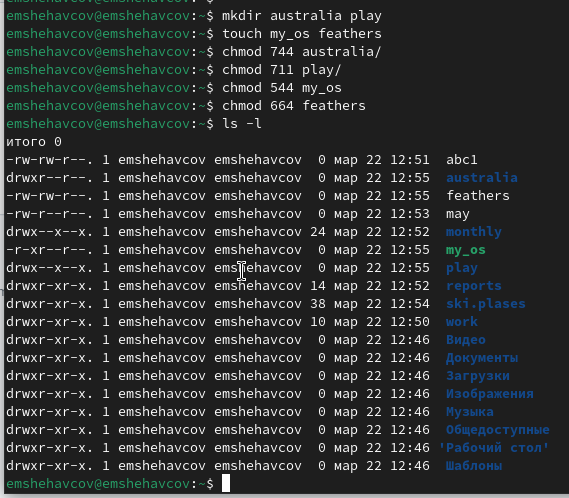 emshehavcov@emshehavcov:~$ mkdir australia play
emshehavcov@emshehavcov:~$ touch my_os feathers
emshehavcov@emshehavcov:~$ chmod 744 australia/
emshehavcov@emshehavcov:~$ chmod 711 play/
emshehavcov@emshehavcov:~$ chmod 544 my_os
emshehavcov@emshehavcov:~$ chmod 664 feathers
emshehavcov@emshehavcov:~$ ls -l
итого 0
-rw-rw-r--. 1 emshehavcov emshehavcov  0 мар 22 12:51  abc1
drwxr--r--. 1 emshehavcov emshehavcov  0 мар 22 12:55  australia
-rw-rw-r--. 1 emshehavcov emshehavcov  0 мар 22 12:55  feathers
-rw-r--r--. 1 emshehavcov emshehavcov  0 мар 22 12:53  may
drwx--x--x. 1 emshehavcov emshehavcov 24 мар 22 12:52  monthly
-r-xr--r--. 1 emshehavcov emshehavcov  0 мар 22 12:55  my_os
drwx--x--x. 1 emshehavcov emshehavcov  0 мар 22 12:55  play
drwxr-xr-x. 1 emshehavcov emshehavcov 14 мар 22 12:52  reports
drwxr-xr-x. 1 emshehavcov emshehavcov 38 мар 22 12:54  ski.plases
drwxr-xr-x. 1 emshehavcov emshehavcov 10 мар 22 12:50  work
drwxr-xr-x. 1 emshehavcov emshehavcov  0 мар 22 12:46  Видео
drwxr-xr-x. 1 emshehavcov emshehavcov  0 мар 22 12:46  Документы
drwxr-xr-x. 1 emshehavcov emshehavcov  0 мар 22 12:46  Загрузки
drwxr-xr-x. 1 emshehavcov emshehavcov  0 мар 22 12:46  Изображения
drwxr-xr-x. 1 emshehavcov emshehavcov  0 мар 22 12:46  Музыка
drwxr-xr-x. 1 emshehavcov emshehavcov  0 мар 22 12:46  Общедоступные
drwxr-xr-x. 1 emshehavcov emshehavcov  0 мар 22 12:46 'Рабочий стол'
drwxr-xr-x. 1 emshehavcov emshehavcov  0 мар 22 12:46  Шаблоны
emshehavcov@emshehavcov:~$